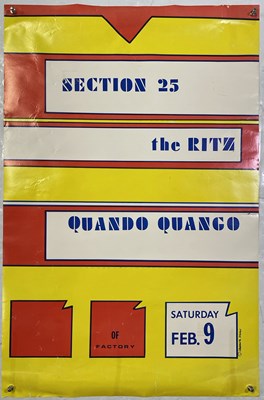 SECTION 25
the RITZ
QUANDO QUANGO
OF
FACTORY
SATURDAY
FEB. 9